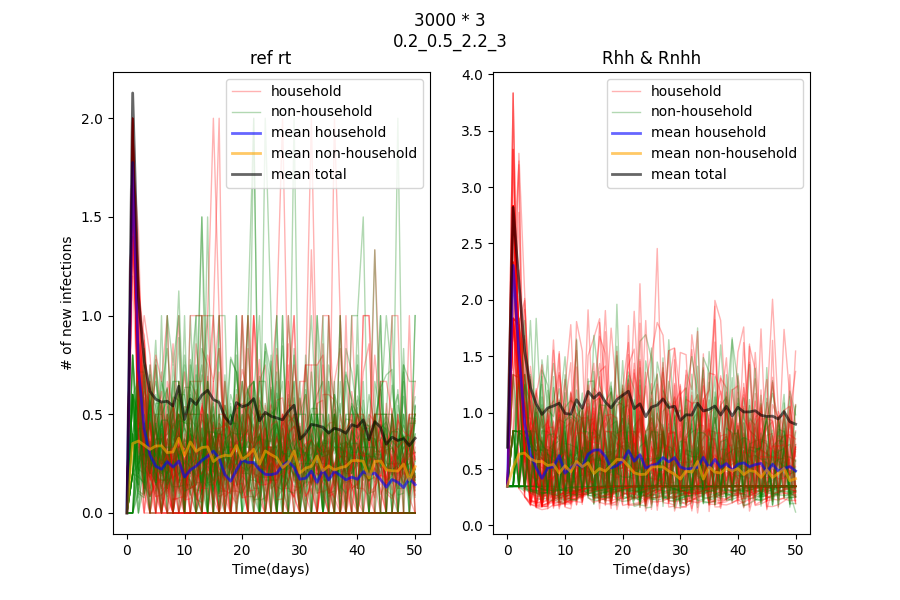 3000 * 3
0.2_0.5_2.2_3
ref rt
household
non-household
mean household
mean non-household
mean total
2.0
1.5
1.0
0.5
0.0
# of new infections
0
10
20
30
40
50
Time(days)
Rhh & Rnhh
household
non-household
mean household
mean non-household
mean total
4.0
3.5
3.0
2.5
2.0
1.5
1.0
0.5
0.0
0
10
20
30
40
50
Time(days)